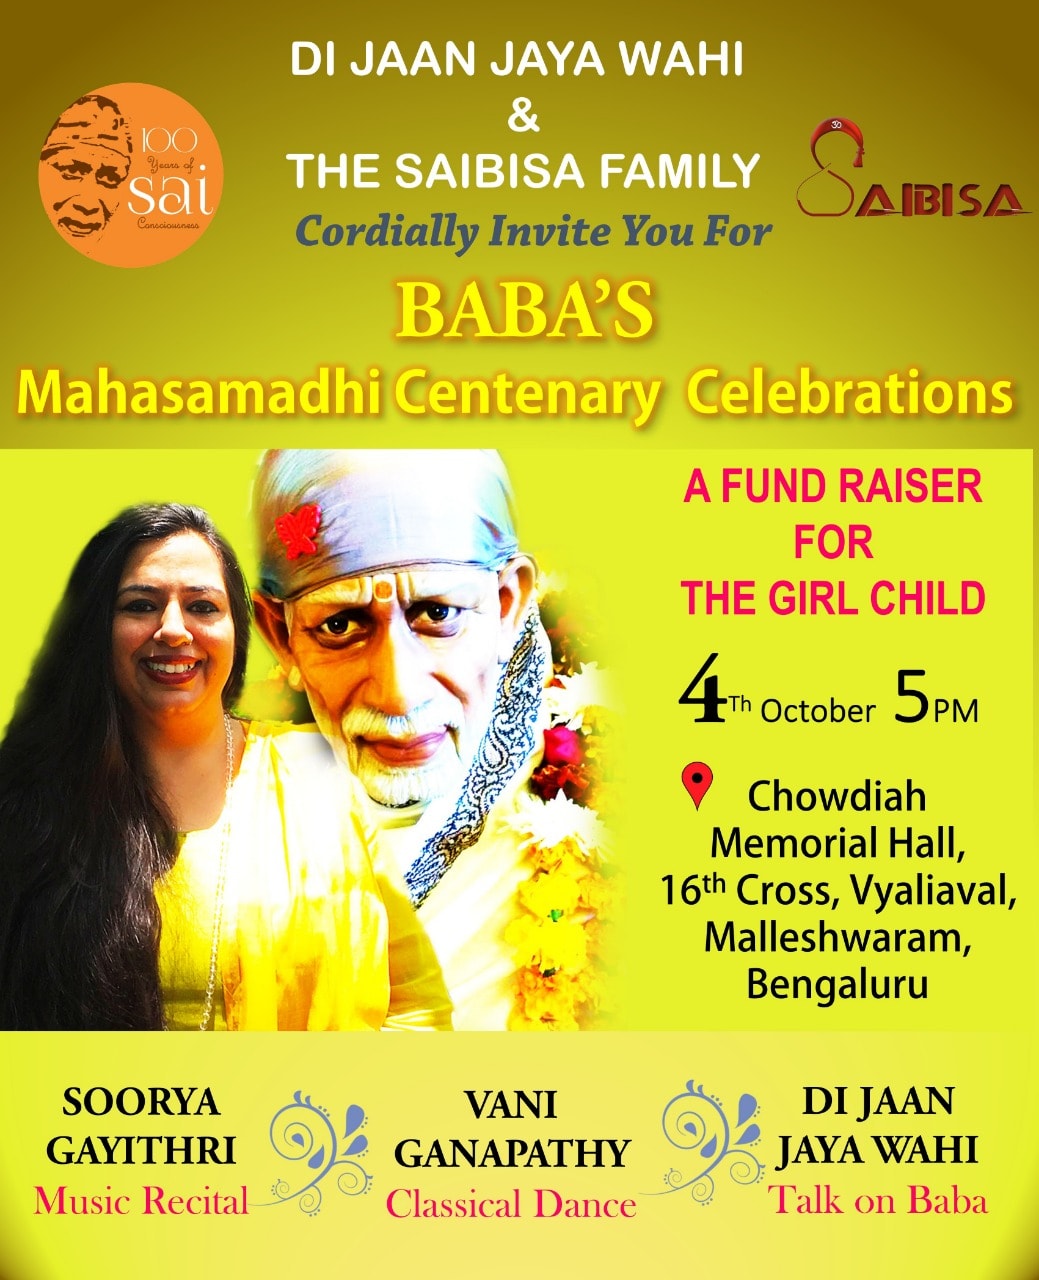 DI JAAN JAYA WAHI
&
THE SAIBISA FAMILY
Cordially Invite You For
100
Years of
sai
Consciousness
ॐ
SAIBISA
BABA'S
Mahasamadhi Centenary Celebrations
A FUND RAISER
FOR
THE GIRL CHILD
4Th October 5PM
Chowdiah
Memorial Hall,
16th Cross, Vyaliaval,
Malleshwaram,
Bengaluru
SOORYA
GAYITHRI
Music Recital
VANI
GANAPATHY
Classical Dance
DI JAAN
JAYA WAHI
Talk on Baba